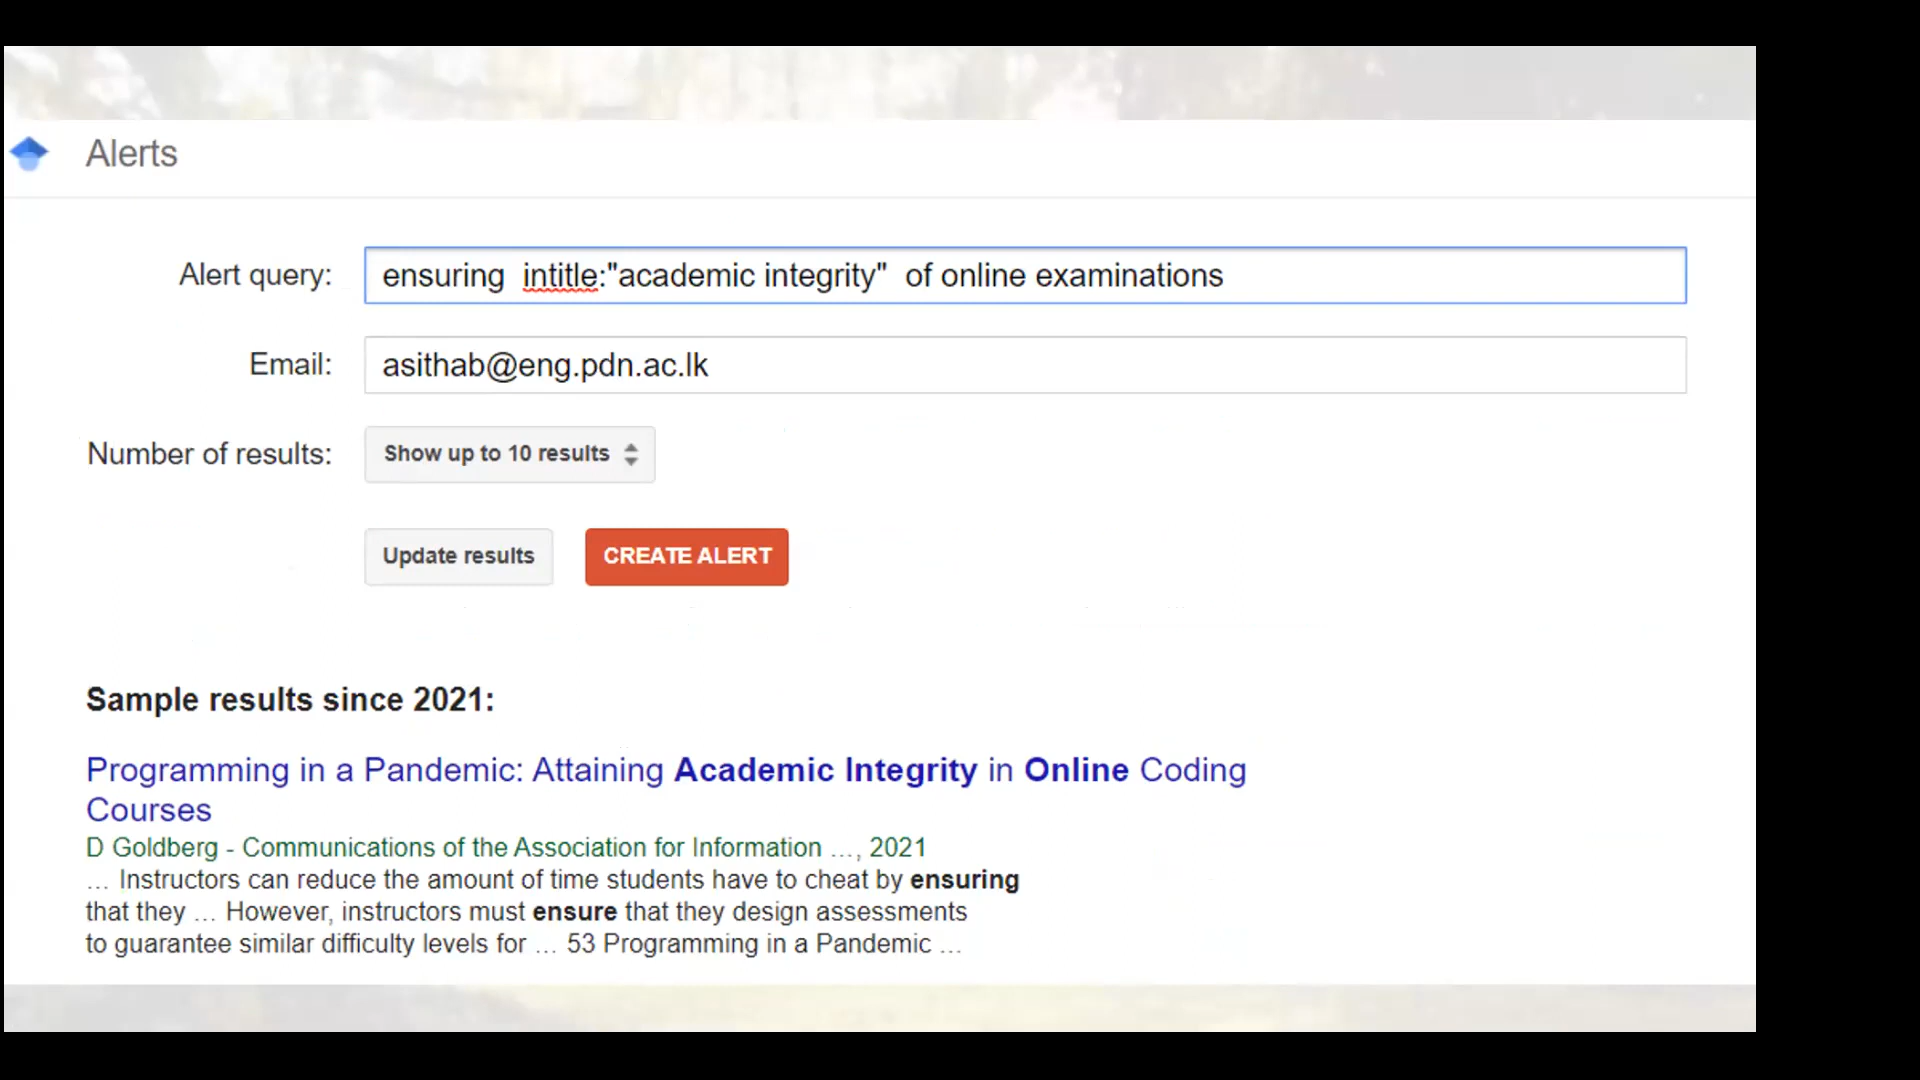 Alerts
Alert query: ensuring  intitle:"academic integrity"  of online examinations
Email: asithab@eng.pdn.ac.lk
Number of results: Show up to 10 results
Update results CREATE ALERT
Sample results since 2021:
Programming in a Pandemic: Attaining Academic Integrity in Online Coding
Courses
D Goldberg - Communications of the Association for Information …, 2021
… Instructors can reduce the amount of time students have to cheat by ensuring
that they … However, instructors must ensure that they design assessments
to guarantee similar difficulty levels for … 53 Programming in a Pandemic …